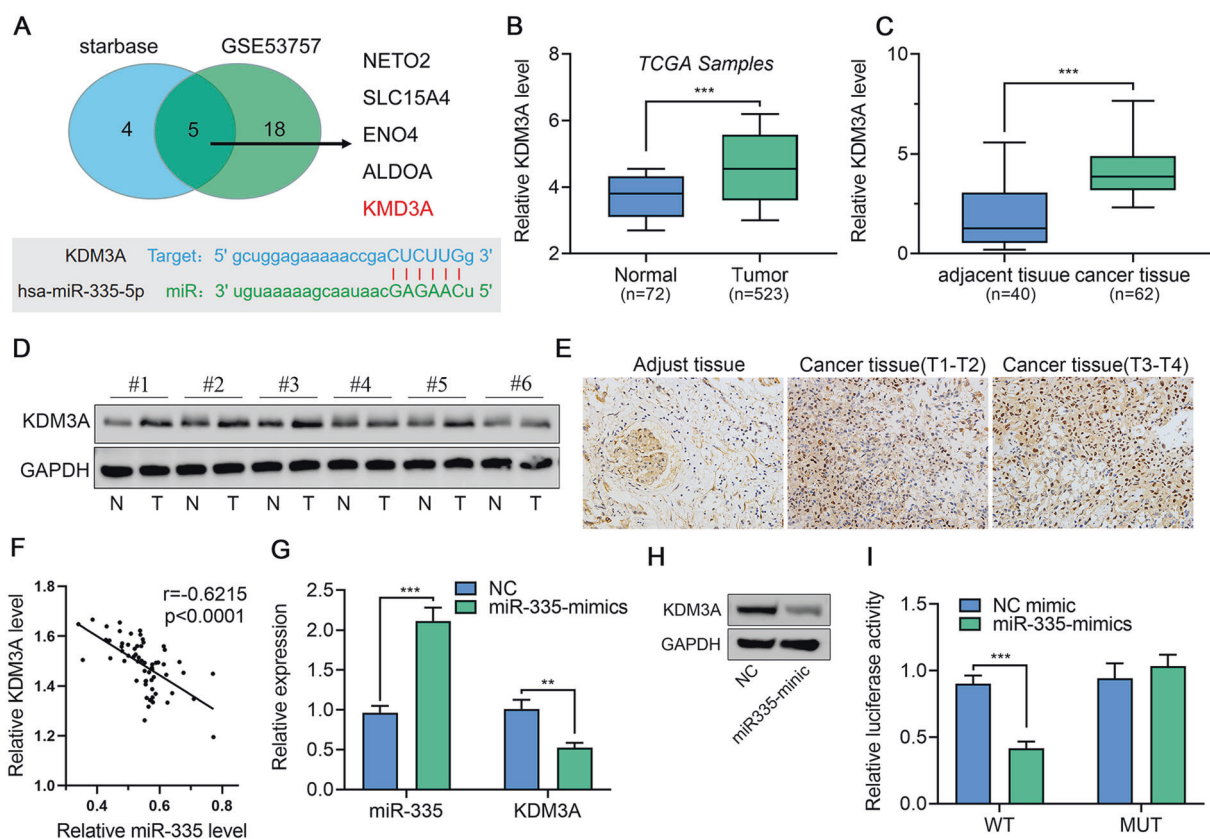 A
starbase GSE53757
4 5 18
NETO2
SLC15A4
ENO4
ALDOA
KMD3A
KDM3A Target: 5' gcuggagaaaaaccgaCUCUUGg 3'
hsa-miR-335-5p miR: 3' uguaaaaagcaauaacGAGAACu 5'
B
Relative KDM3A level
8
6
4
2
TCGA Samples
***
Normal Tumor
(n=72) (n=523)
C
Relative KDM3A level
10
5
0
***
adjacent tisuue cancer tissue
(n=40) (n=62)
D
#1 #2 #3 #4 #5 #6
KDM3A
GAPDH
N T N T N T N T N T N T
E
Adjust tissue Cancer tissue(T1-T2) Cancer tissue(T3-T4)
F
Relative KDM3A level
1.8
1.6
1.4
1.2
1.0
r=-0.6215
p<0.0001
0.4 0.6 0.8
Relative miR-335 level
G
Relative expression
2.5
2.0
1.5
1.0
0.5
0.0
NC
miR-335-mimics
***
**
miR-335 KDM3A
H
KDM3A
GAPDH
NC miR335-mimic
I
Relative luciferase activity
1.5
1.0
0.5
0.0
NC mimic
miR-335-mimics
***
WT MUT